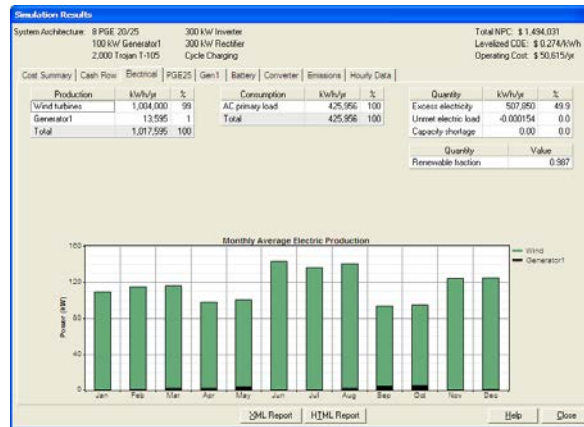 Simulation Results
System Architecture: 8 PGE 20/25 300 kW Inverter Total NPC: $ 1,494,031
100 kW Generator1 300 kW Rectifier Levelized COE: $ 0.274/kWh
2,000 Trojan T-105 Cycle Charging Operating Cost: $ 50,615/yr
Cost Summary Cash Flow Electrical PGE25 Gen1 Battery Converter Emissions Hourly Data
Production kWh/yr % Consumption kWh/yr % Quantity kWh/yr %
Wind turbines 1,004,000 99 AC primary load 425,956 100 Excess electricity 507,850 49.9
Generator1 13,595 1 Total 425,956 100 Unmet electric load -0.000154 0.0
Total 1,017,595 100 Capacity shortage 0.00 0.0
Quantity Value
Renewable fraction 0.987
Monthly Average Electric Production
Wind
Generator1
Power (kW)
160
120
80
40
0
Jan Feb Mar Apr May Jun Jul Aug Sep Oct Nov Dec
XML Report HTML Report Help Close